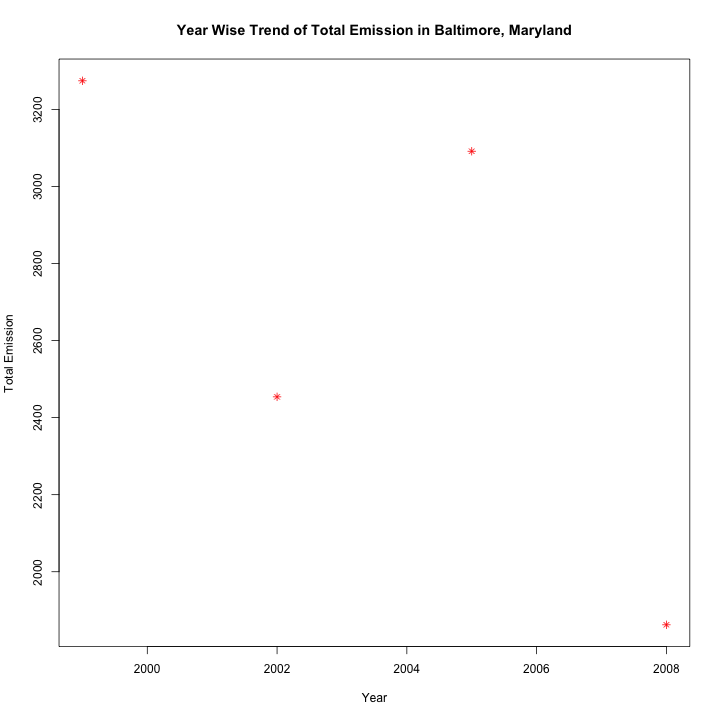 Year Wise Trend of Total Emission in Baltimore, Maryland
3200
3000
2800
2600
2400
2200
2000
Total Emission
2000 2002 2004 2006 2008
Year